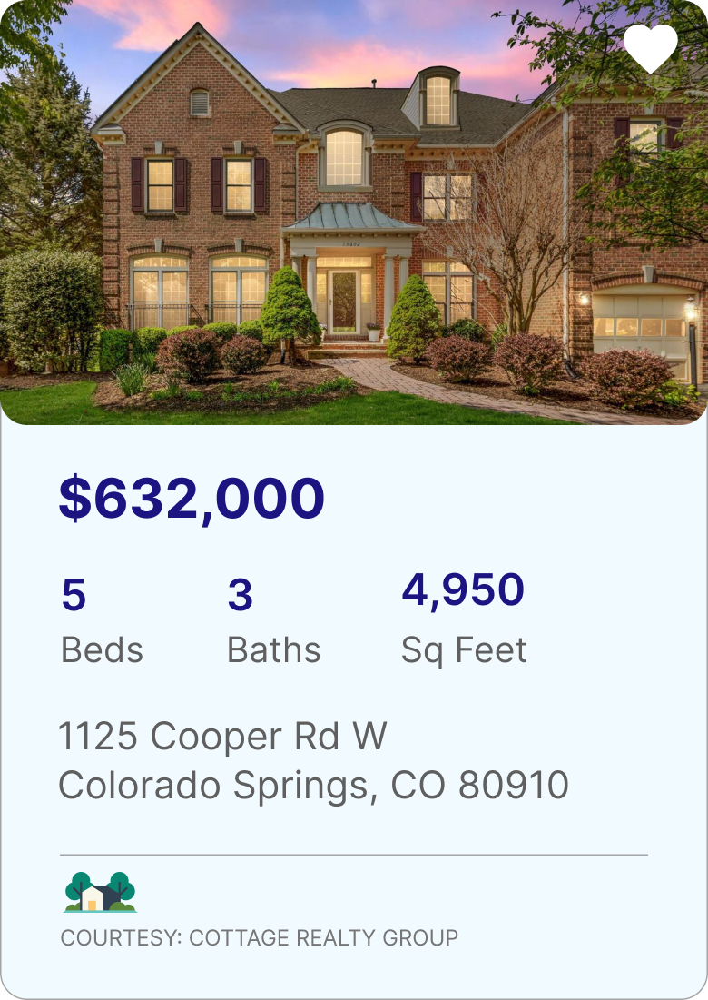 $632,000
5 3 4,950
Beds Baths Sq Feet
1125 Cooper Rd W
Colorado Springs, CO 80910
COURTESY: COTTAGE REALTY GROUP